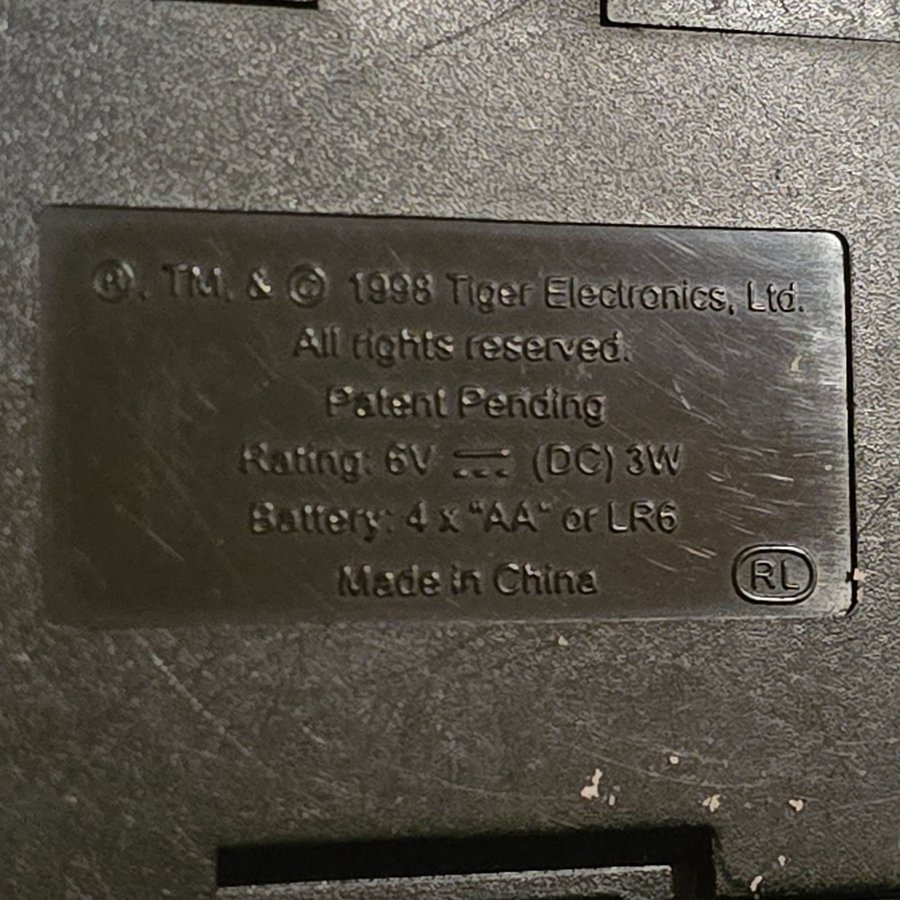 ®, TM, & © 1998 Tiger Electronics, Ltd.
All rights reserved.
Patent Pending
Rating: 6V ⎓ (DC) 3W
Battery: 4 x "AA" or LR6
Made in China
RL